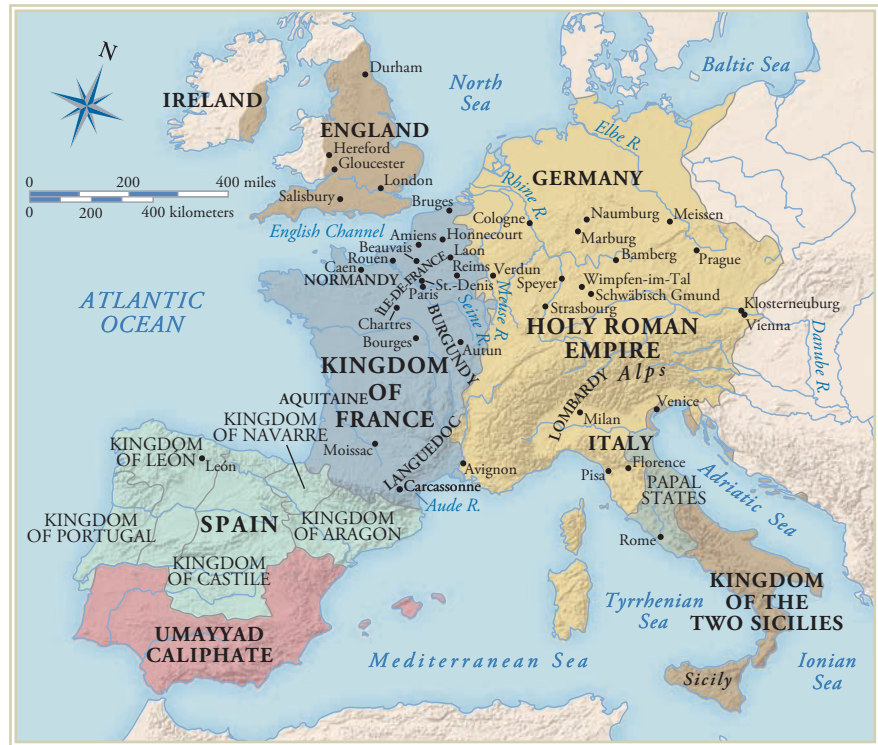 N
IRELAND
Durham
North
Sea
Baltic Sea
ENGLAND
Hereford
Gloucester
London
Salisbury
0 200 400 miles
0 200 400 kilometers
Elbe R.
GERMANY
Rhine R.
Bruges
Cologne
Naumburg
Meissen
Marburg
English Channel
Amiens
Honnecourt
Beauvais
Laon
Bamberg
Prague
Rouen
Reims
Verdun
Caen
NORMANDY
ÎLE-DE-FRANCE
St.-Denis
Speyer
Wimpfen-im-Tal
Schwäbisch Gmund
Paris
Seine R.
Meuse R.
Strasbourg
Klosterneuburg
Vienna
ATLANTIC
OCEAN
Chartres
Bourges
BURGUNDY
Autun
HOLY ROMAN
EMPIRE
Danube R.
KINGDOM
OF
FRANCE
Alps
AQUITAINE
LOMBARDY
Venice
Milan
KINGDOM
OF NAVARRE
Moissac
LANGUEDOC
ITALY
KINGDOM
OF LEÓN
León
Avignon
Florence
Pisa
Carcassonne
Aude R.
PAPAL
STATES
Adriatic Sea
KINGDOM
OF PORTUGAL
SPAIN
KINGDOM
OF ARAGON
Rome
KINGDOM
OF CASTILE
KINGDOM
OF THE
TWO SICILIES
Tyrrhenian
Sea
UMAYYAD
CALIPHATE
Mediterranean Sea
Ionian
Sea
Sicily